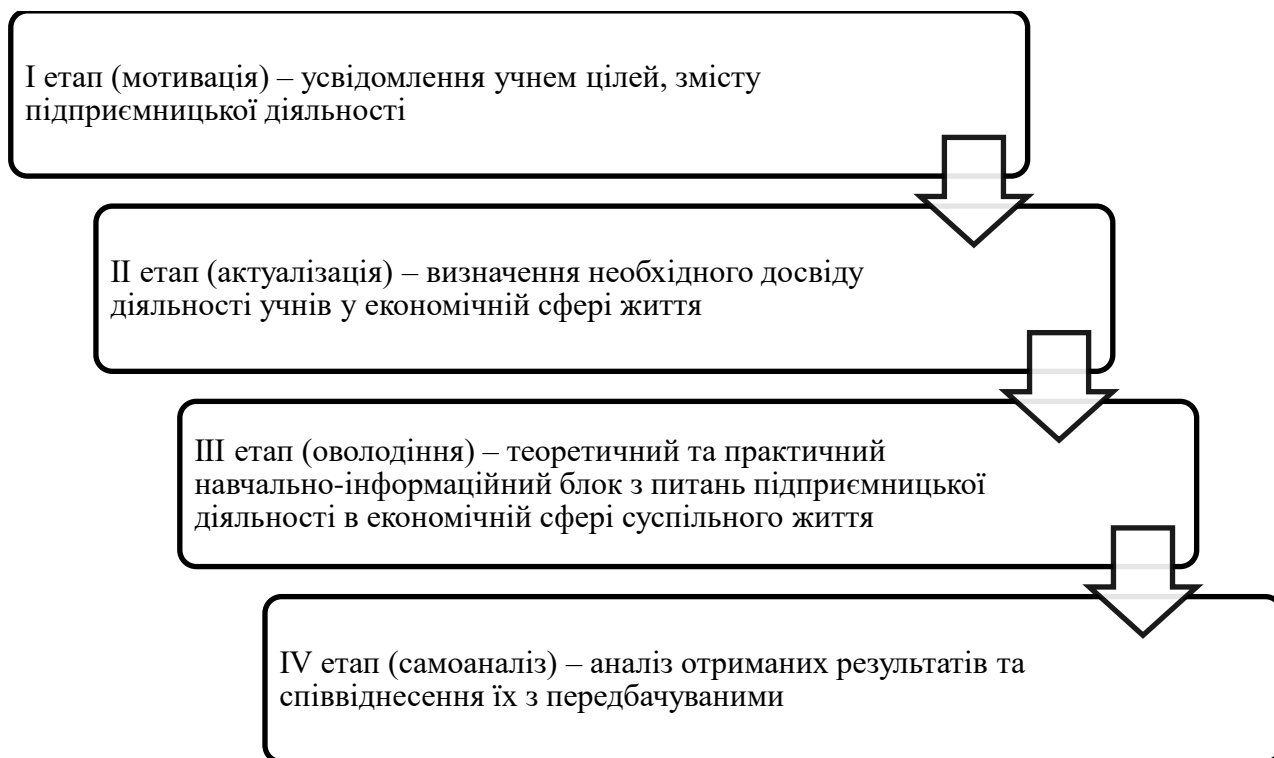 І етап (мотивація) – усвідомлення учнем цілей, змісту
підприємницької діяльності
ІІ етап (актуалізація) – визначення необхідного досвіду
діяльності учнів у економічній сфері життя
ІІІ етап (оволодіння) – теоретичний та практичний
навчально-інформаційний блок з питань підприємницької
діяльності в економічній сфері суспільного життя
IV етап (самоаналіз) – аналіз отриманих результатів та
співвіднесення їх з передбачуваними